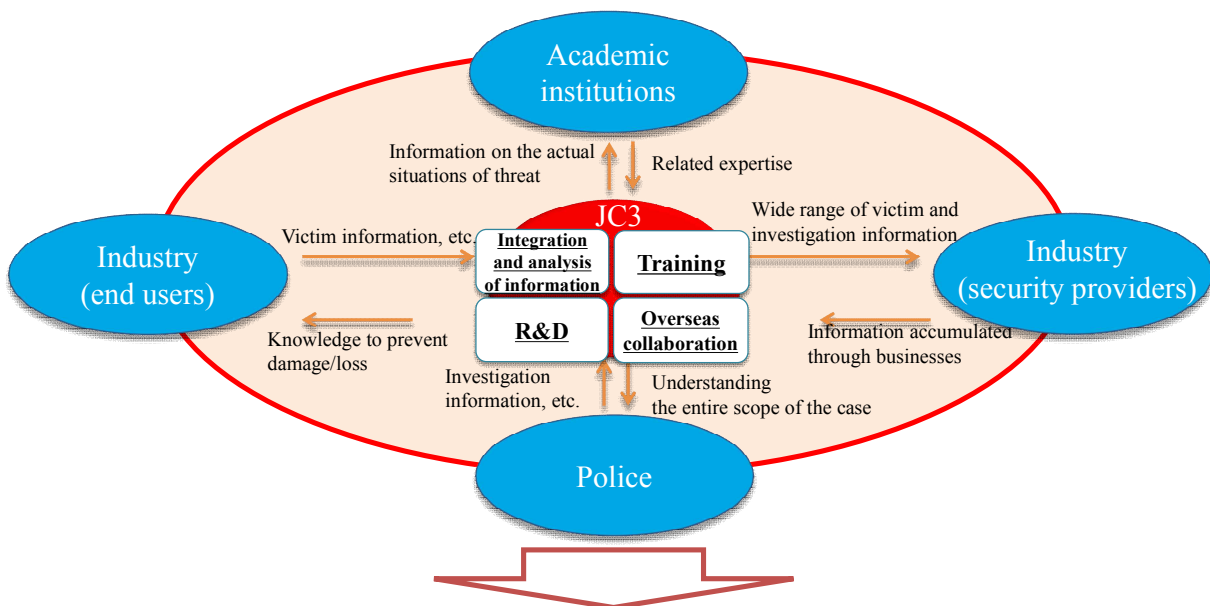 Academic
institutions
Information on the actual
situations of threat
Related expertise
JC3
Wide range of victim and
investigation information
Victim information, etc.
Integration
and analysis
of information
Training
Industry
(end users)
Industry
(security providers)
R&D
Overseas
collaboration
Knowledge to prevent
damage/loss
Information accumulated
through businesses
Investigation
information, etc.
Understanding
the entire scope of the case
Police